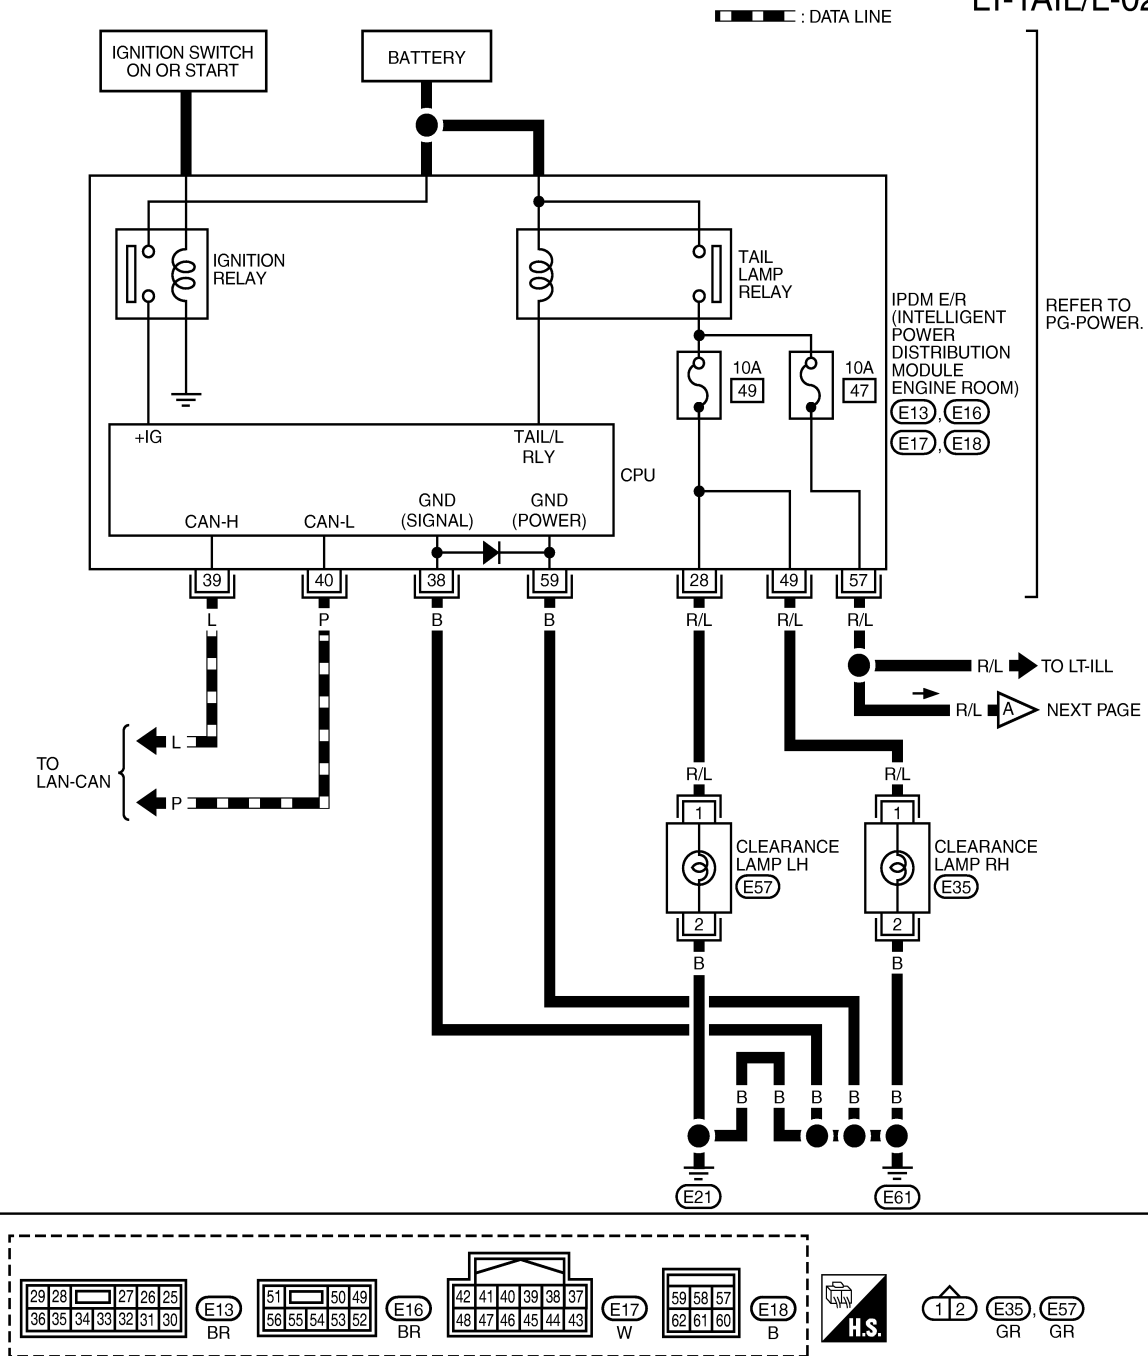 : DATA LINE
LT-TAIL/L-02
IGNITION SWITCH
ON OR START
BATTERY
IGNITION
RELAY
TAIL
LAMP
RELAY
IPDM E/R
(INTELLIGENT
POWER
DISTRIBUTION
MODULE
ENGINE ROOM)
E13, E16
E17, E18
REFER TO
PG-POWER.
10A
49
10A
47
+IG
TAIL/L
RLY
CPU
CAN-H
CAN-L
GND
(SIGNAL)
GND
(POWER)
39 40 38 59 28 49 57
L P B B R/L R/L R/L
R/L TO LT-ILL
R/L A NEXT PAGE
TO
LAN-CAN
L
P
R/L R/L
1 1
CLEARANCE
LAMP LH
E57
CLEARANCE
LAMP RH
E35
2 2
B B
B B B B B
E21 E61
29 28 27 26 25
36 35 34 33 32 31 30
E13
BR
51 50 49
56 55 54 53 52
E16
BR
42 41 40 39 38 37
48 47 46 45 44 43
E17
W
59 58 57
62 61 60
E18
B
H.S.
1 2
E35, E57
GR GR